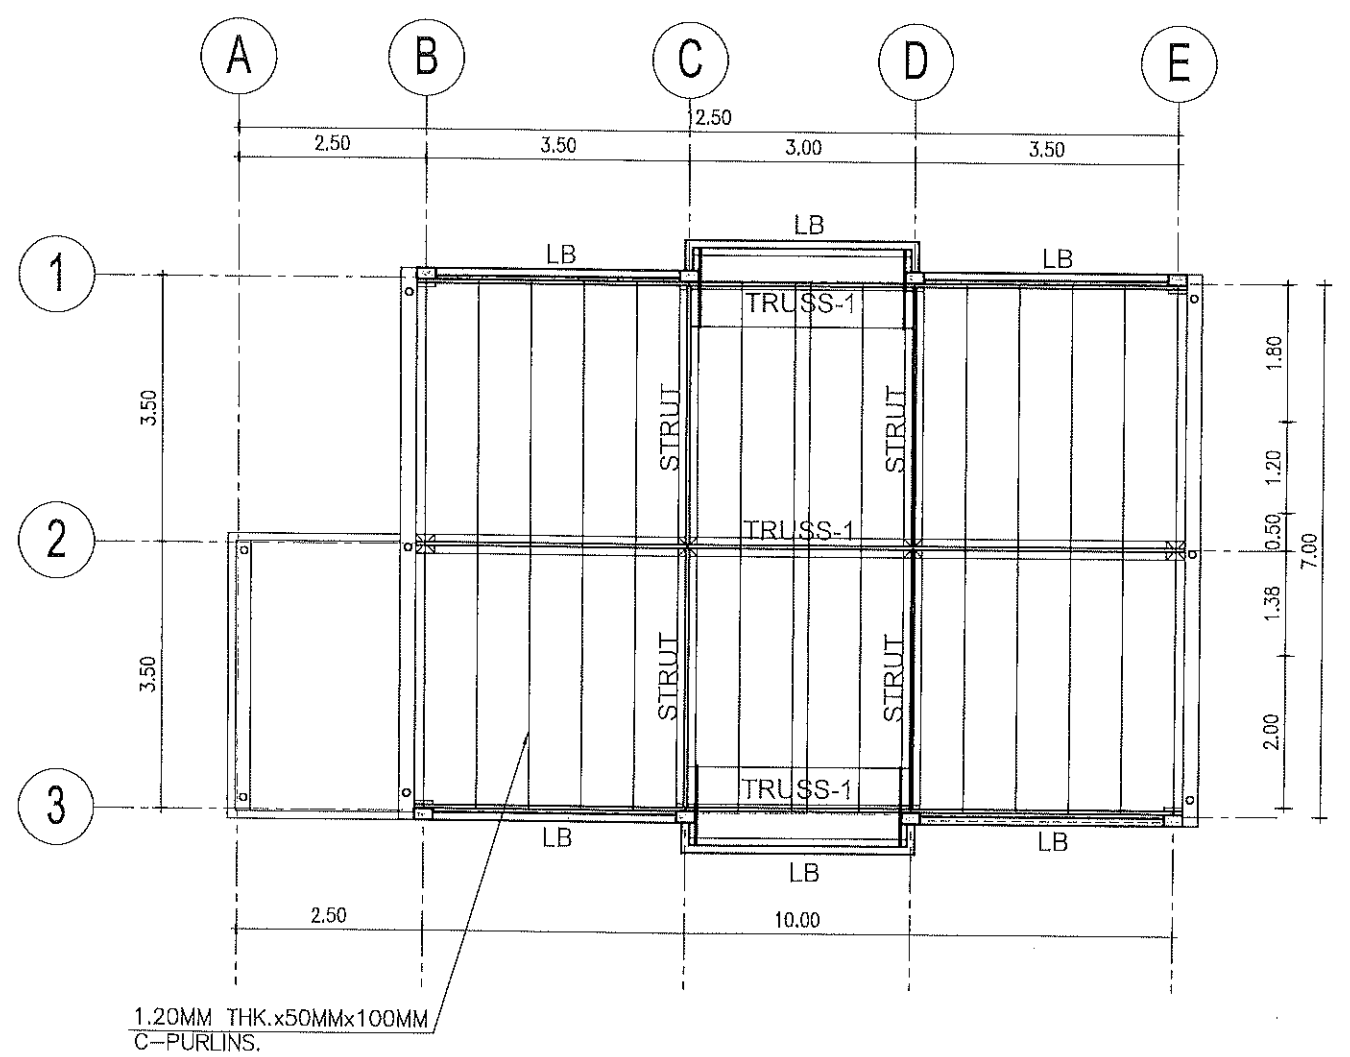 A
B
C
D
E
12.50
2.50
3.50
3.00
3.50
LB
LB
LB
1
TRUSS-1
3.50
STRUT
STRUT
1.80
1.20
2
TRUSS-1
0.50
7.00
1.38
3.50
STRUT
STRUT
2.00
3
TRUSS-1
LB
LB
LB
2.50
10.00
1.20MM THK.x50MMx100MM
C-PURLINS.